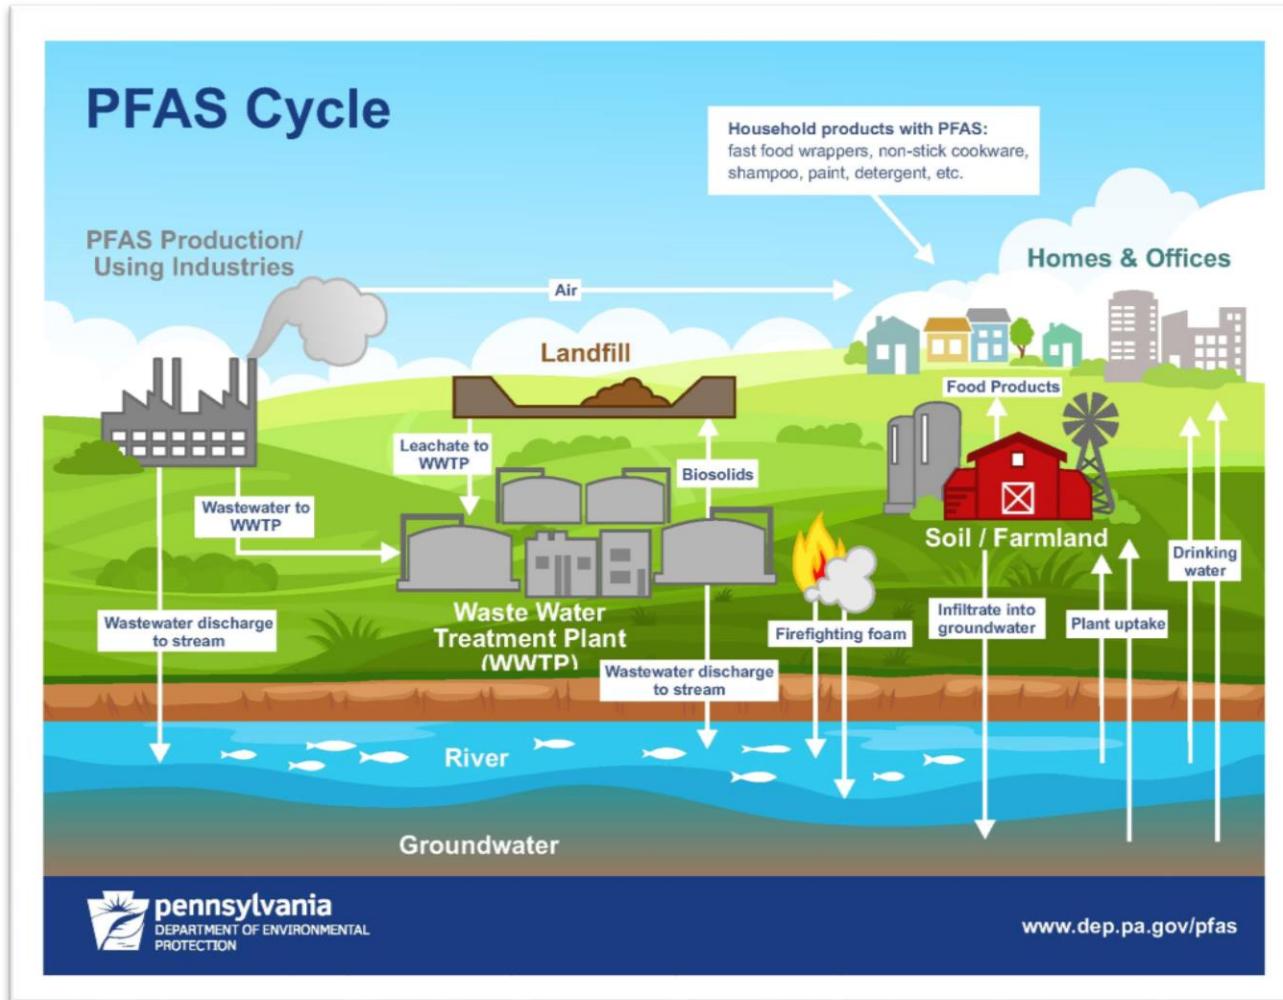 PFAS Cycle
Household products with PFAS:
fast food wrappers, non-stick cookware,
shampoo, paint, detergent, etc.
PFAS Production/
Using Industries
Homes & Offices
Air
Landfill
Food Products
Leachate to
WWTP
Biosolids
Wastewater to
WWTP
Soil / Farmland
Drinking
water
Waste Water
Treatment Plant
(WWTP)
Wastewater discharge
to stream
Firefighting foam
Infiltrate into
groundwater
Plant uptake
Wastewater discharge
to stream
River
Groundwater
pennsylvania
DEPARTMENT OF ENVIRONMENTAL
PROTECTION
www.dep.pa.gov/pfas